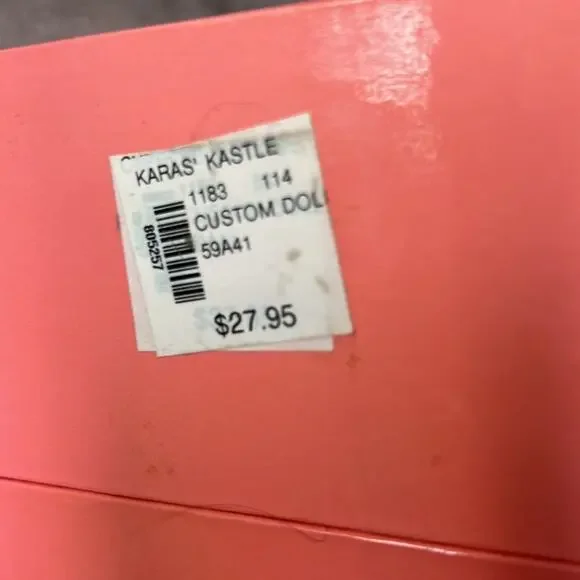 KARAS' KASTLE
1183 114
CUSTOM DOL
59A41
805257
$27.95